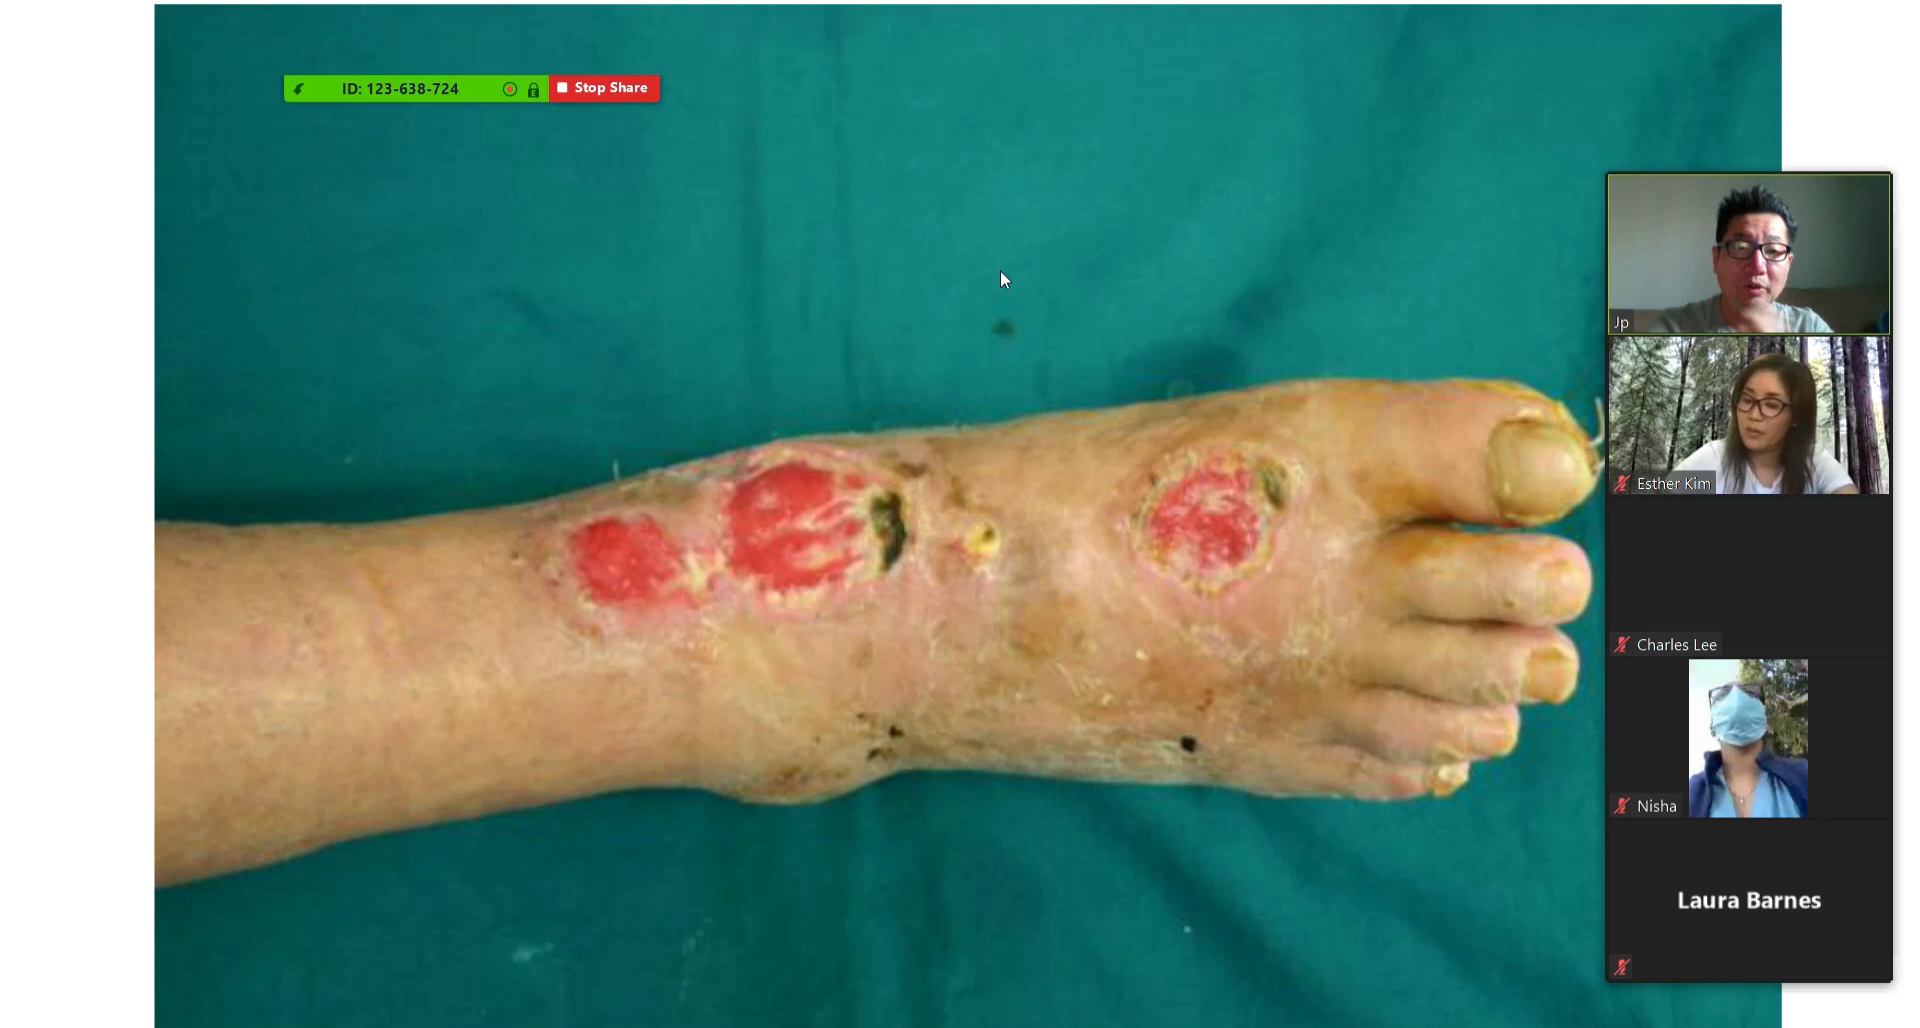 ID: 123-638-724
Stop Share
Jp
Esther Kim
Charles Lee
Nisha
Laura Barnes